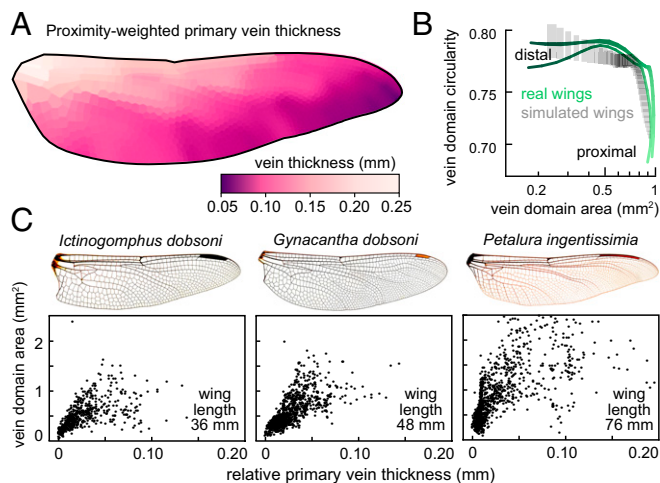 A
Proximity-weighted primary vein thickness
vein thickness (mm)
0.05 0.10 0.15 0.20 0.25
B
vein domain circularity
0.80
0.75
0.70
distal
real wings
simulated wings
proximal
0.2 0.5 1
vein domain area (mm²)
C
Ictinogomphus dobsoni
Gynacantha dobsoni
Petalura ingentissimia
vein domain area (mm²)
2
1
0
wing
length
36 mm
wing
length
48 mm
wing
length
76 mm
0 0.10 0.20
0 0.10 0.20
0 0.10 0.20
relative primary vein thickness (mm)